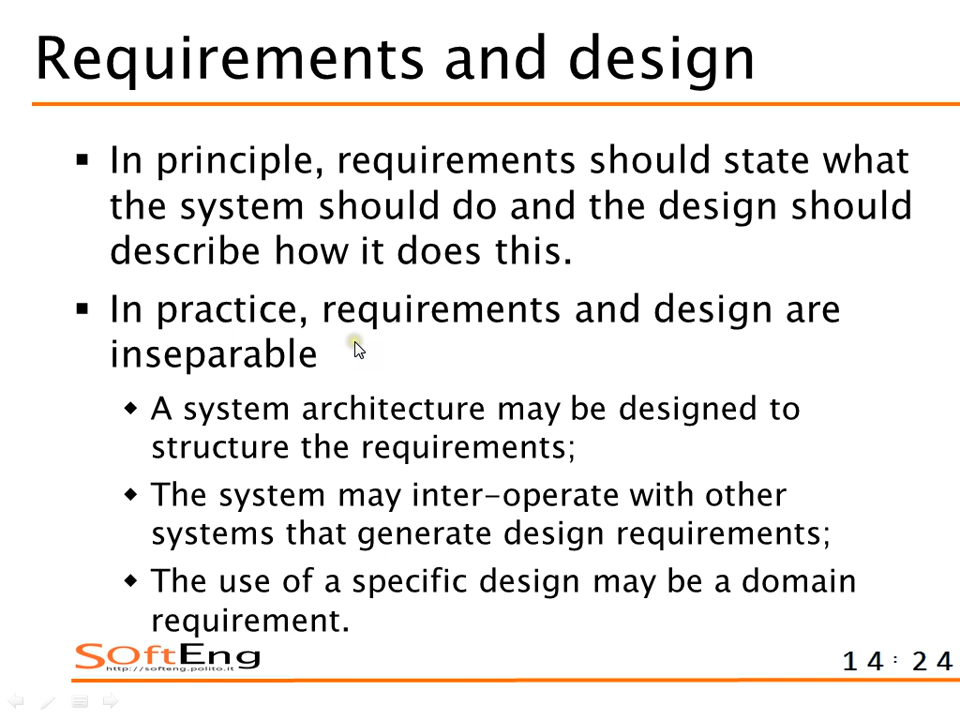 Requirements and design
▪ In principle, requirements should state what
the system should do and the design should
describe how it does this.
▪ In practice, requirements and design are
inseparable
◆ A system architecture may be designed to
structure the requirements;
◆ The system may inter-operate with other
systems that generate design requirements;
◆ The use of a specific design may be a domain
requirement.
SOftEng
http://softeng.polito.it
14:24